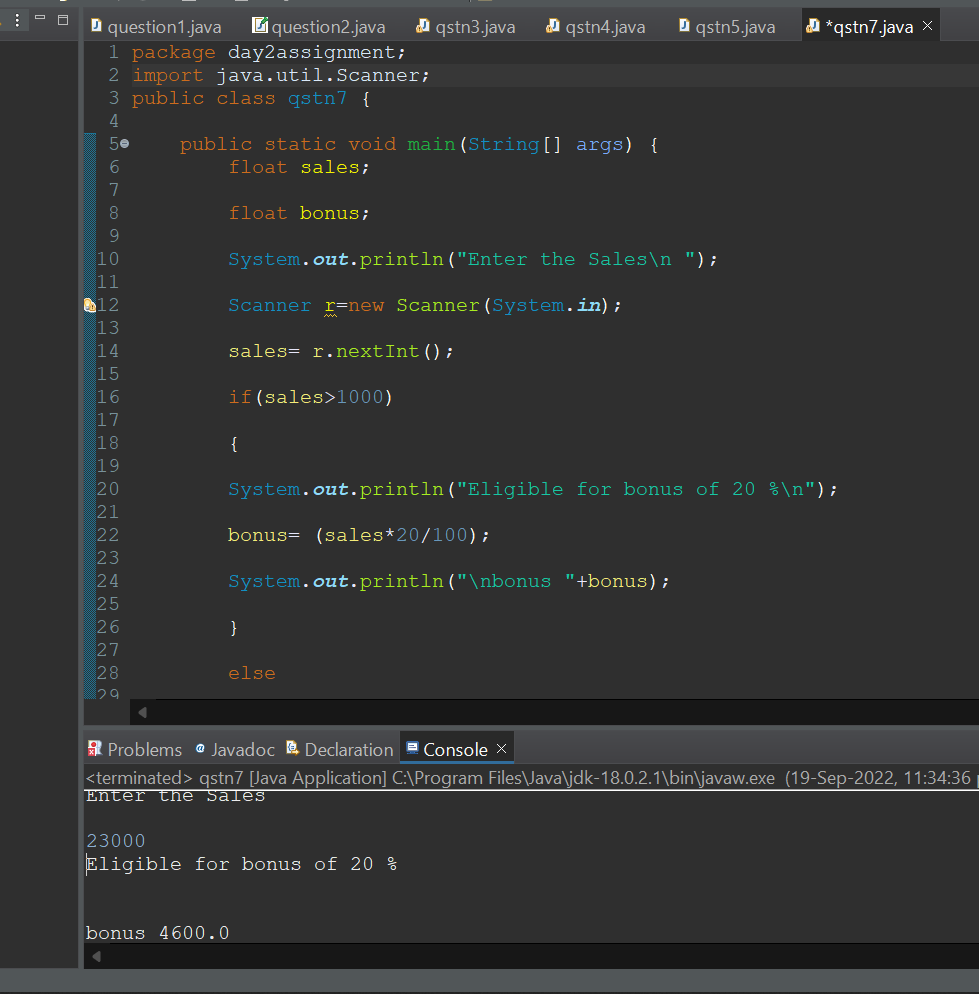 question1.java question2.java qstn3.java qstn4.java qstn5.java *qstn7.java
1 package day2assignment;
2 import java.util.Scanner;
3 public class qstn7 {
4
5 public static void main(String[] args) {
6 float sales;
7
8 float bonus;
9
10 System.out.println("Enter the Sales\n ");
11
12 Scanner r=new Scanner(System.in);
13
14 sales= r.nextInt();
15
16 if(sales>1000)
17
18 {
19
20 System.out.println("Eligible for bonus of 20 %\n");
21
22 bonus= (sales*20/100);
23
24 System.out.println("\nbonus "+bonus);
25
26 }
27
28 else
29
Problems @ Javadoc Declaration Console
<terminated> qstn7 [Java Application] C:\Program Files\Java\jdk-18.0.2.1\bin\javaw.exe (19-Sep-2022, 11:34:36
Enter the Sales
23000
Eligible for bonus of 20 %
bonus 4600.0